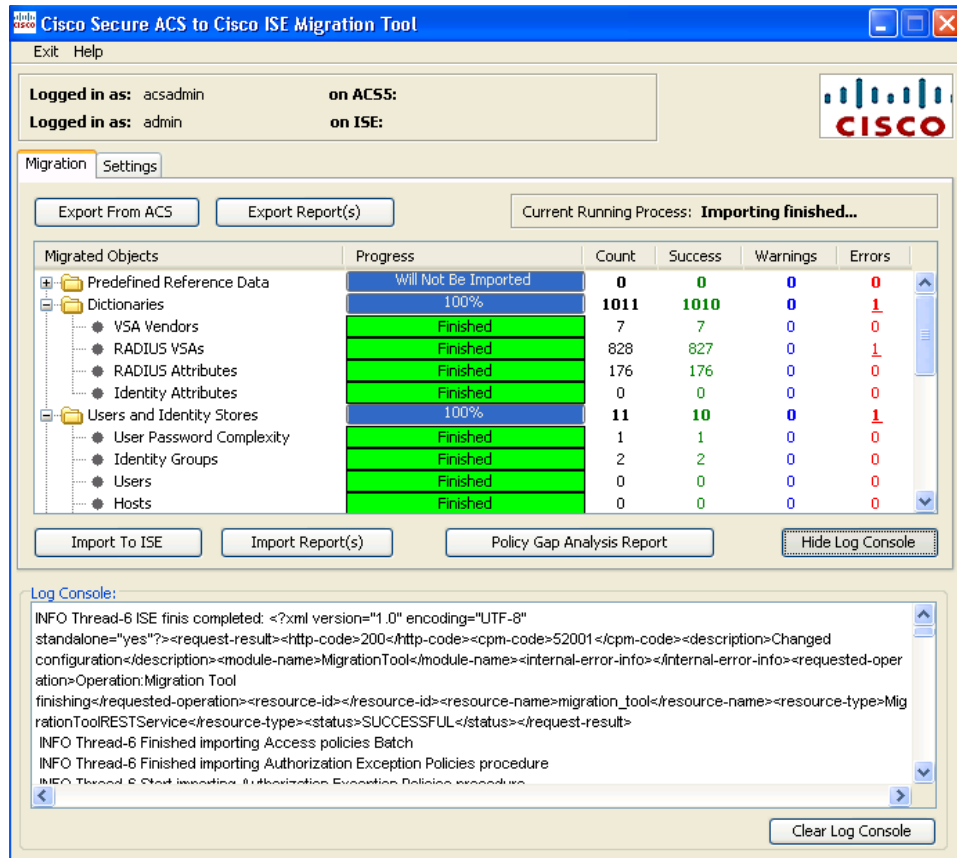 Cisco Secure ACS to Cisco ISE Migration Tool
Exit Help
Logged in as: acsadmin on ACS5:
Logged in as: admin on ISE:
CISCO
Migration Settings
Export From ACS Export Report(s) Current Running Process: Importing finished...
Migrated Objects Progress Count Success Warnings Errors
Predefined Reference Data Will Not Be Imported 0 0 0 0
Dictionaries 100% 1011 1010 0 1
VSA Vendors Finished 7 7 0 0
RADIUS VSAs Finished 828 827 0 1
RADIUS Attributes Finished 176 176 0 0
Identity Attributes Finished 0 0 0 0
Users and Identity Stores 100% 11 10 0 1
User Password Complexity Finished 1 1 0 0
Identity Groups Finished 2 2 0 0
Users Finished 0 0 0 0
Hosts Finished 0 0 0 0
Import To ISE Import Report(s) Policy Gap Analysis Report Hide Log Console
Log Console:
INFO Thread-6 ISE finis completed: <?xml version="1.0" encoding="UTF-8"
standalone="yes"?><request-result><http-code>200</http-code><cpm-code>52001</cpm-code><description>Changed
configuration</description><module-name>MigrationTool</module-name><internal-error-info></internal-error-info><requested-oper
ation>Operation:Migration Tool
finishing</requested-operation><resource-id></resource-id><resource-name>migration_tool</resource-name><resource-type>Mig
rationToolRESTService</resource-type><status>SUCCESSFUL</status></request-result>
INFO Thread-6 Finished importing Access policies Batch
INFO Thread-6 Finished importing Authorization Exception Policies procedure
INFO Thread-6 Start importing Authorization Exception Policies procedure
Clear Log Console